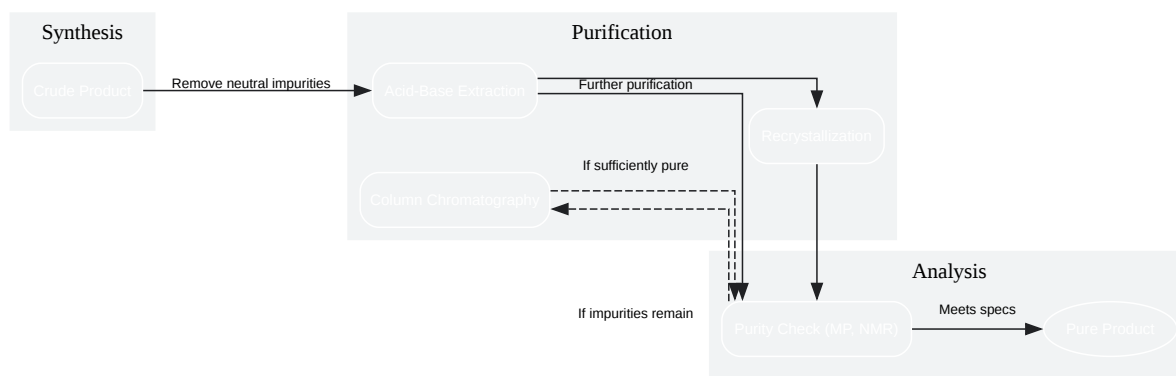 Synthesis
Crude Product
Remove neutral impurities
Purification
Acid-Base Extraction
Further purification
Recrystallization
If sufficiently pure
Column Chromatography
Analysis
If impurities remain
Purity Check (MP, NMR)
Meets specs
Pure Product